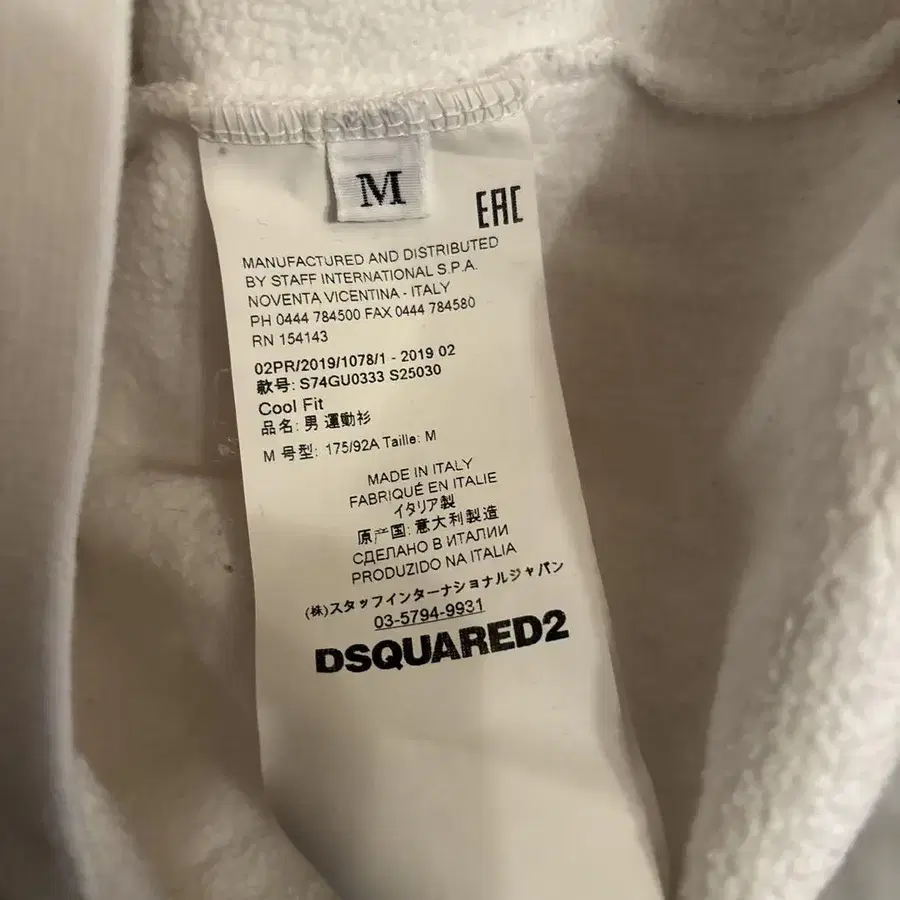 M
EAC
MANUFACTURED AND DISTRIBUTED
BY STAFF INTERNATIONAL S.P.A.
NOVENTA VICENTINA - ITALY
PH 0444 784500 FAX 0444 784580
RN 154143
02PR/2019/1078/1 - 2019 02
款号: S74GU0333 S25030
Cool Fit
品名: 男 運動衫
M 号型: 175/92A Taille: M
MADE IN ITALY
FABRIQUÉ EN ITALIE
イタリア製
原产国: 意大利製造
СДЕЛАНО В ИТАЛИИ
PRODUZIDO NA ITALIA
(株)スタッフインターナショナルジャパン
03-5794-9931
DSQUARED2